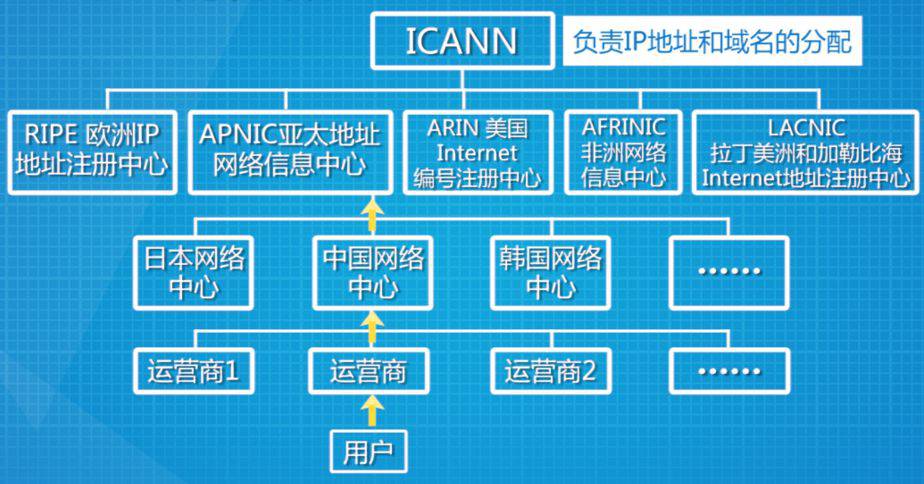 ICANN
负责IP地址和域名的分配
RIPE 欧洲IP
地址注册中心
APNIC亚太地址
网络信息中心
ARIN 美国
Internet
编号注册中心
AFRINIC
非洲网络
信息中心
LACNIC
拉丁美洲和加勒比海
Internet地址注册中心
日本网络
中心
中国网络
中心
韩国网络
中心
......
运营商1
运营商
运营商2
......
用户